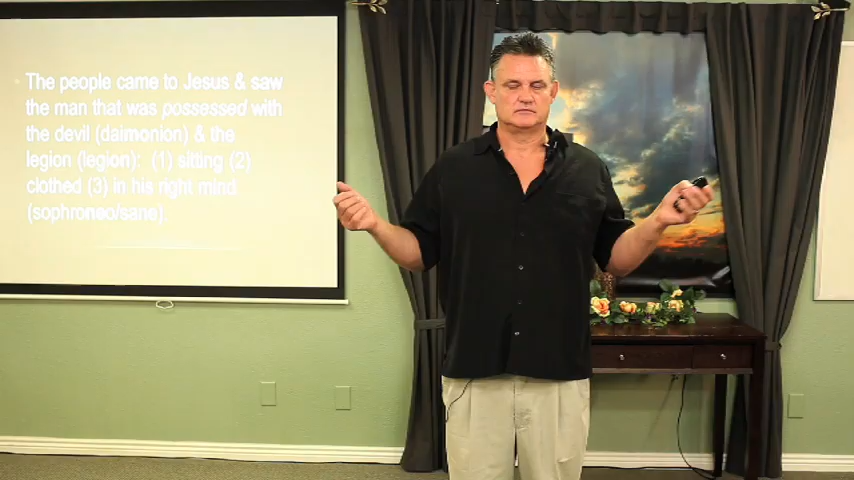 • The people came to Jesus & saw
the man that was possessed with
the devil (daimonion) & the
legion (legion): (1) sitting (2)
clothed (3) in his right mind
(sophroneo/sane).